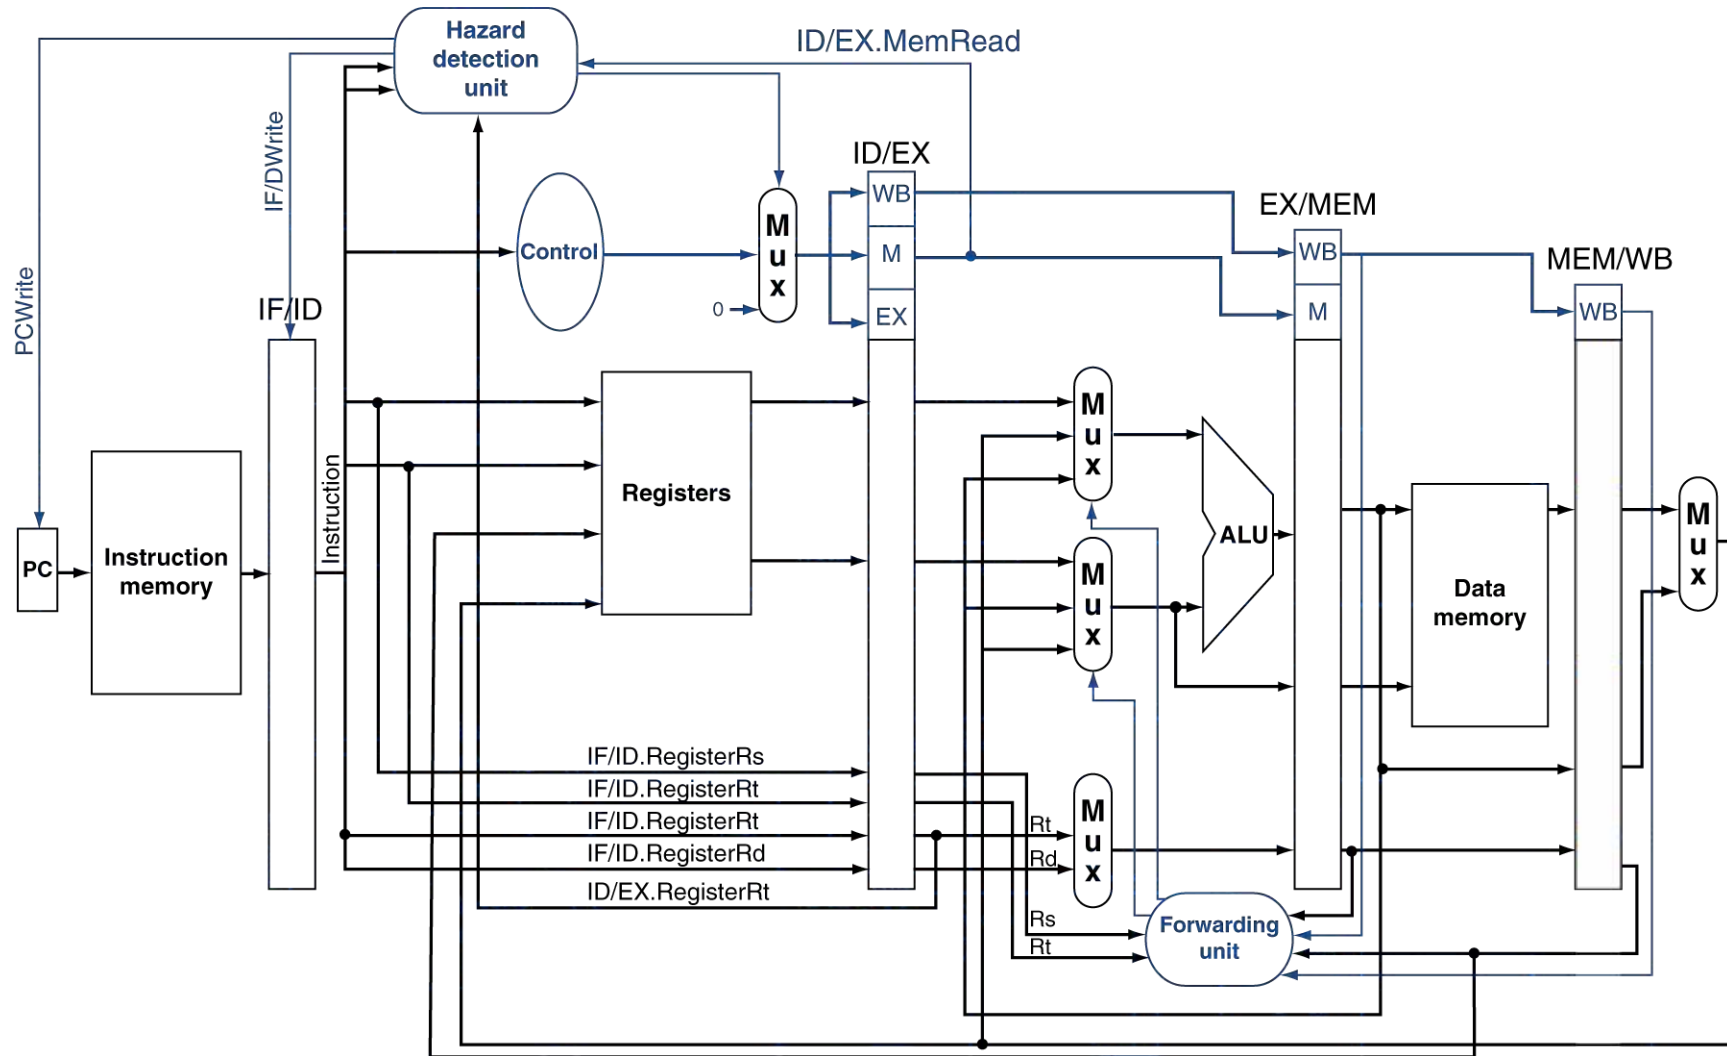 Hazard
detection
unit
ID/EX.MemRead
IF/DWrite
PCWrite
ID/EX
WB
M
EX
Control
M
u
x
0
EX/MEM
WB
M
MEM/WB
WB
IF/ID
Instruction
PC
Instruction
memory
Registers
M
u
x
M
u
x
ALU
Data
memory
M
u
x
IF/ID.RegisterRs
IF/ID.RegisterRt
IF/ID.RegisterRt
IF/ID.RegisterRd
ID/EX.RegisterRt
Rt
Rd
M
u
x
Rs
Rt
Forwarding
unit